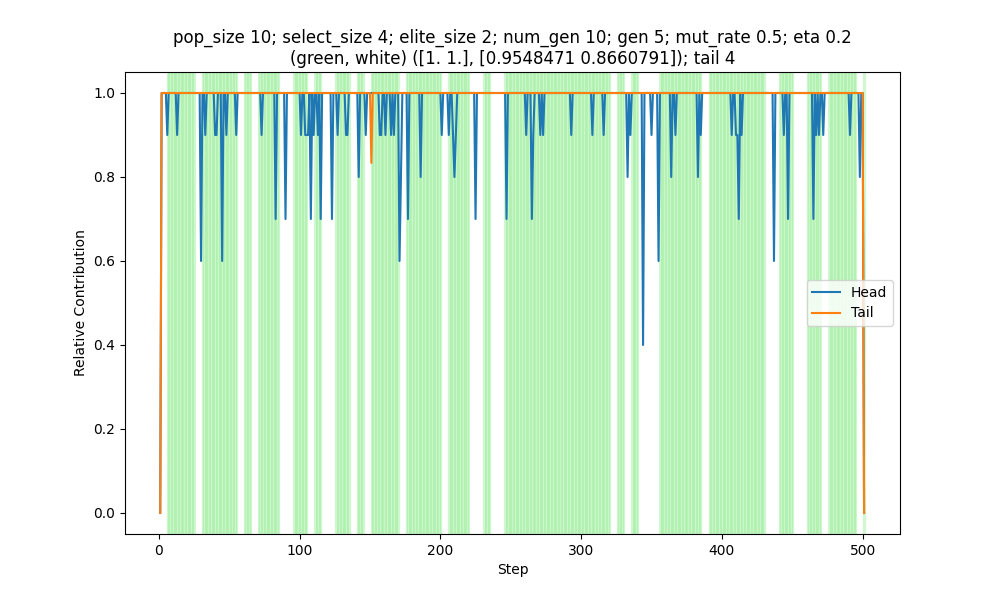 pop_size 10; select_size 4; elite_size 2; num_gen 10; gen 5; mut_rate 0.5; eta 0.2
(green, white) ([1. 1.], [0.9548471 0.8660791]); tail 4
1.0
0.8
0.6
0.4
0.2
0.0
Relative Contribution
Head
Tail
0 100 200 300 400 500
Step